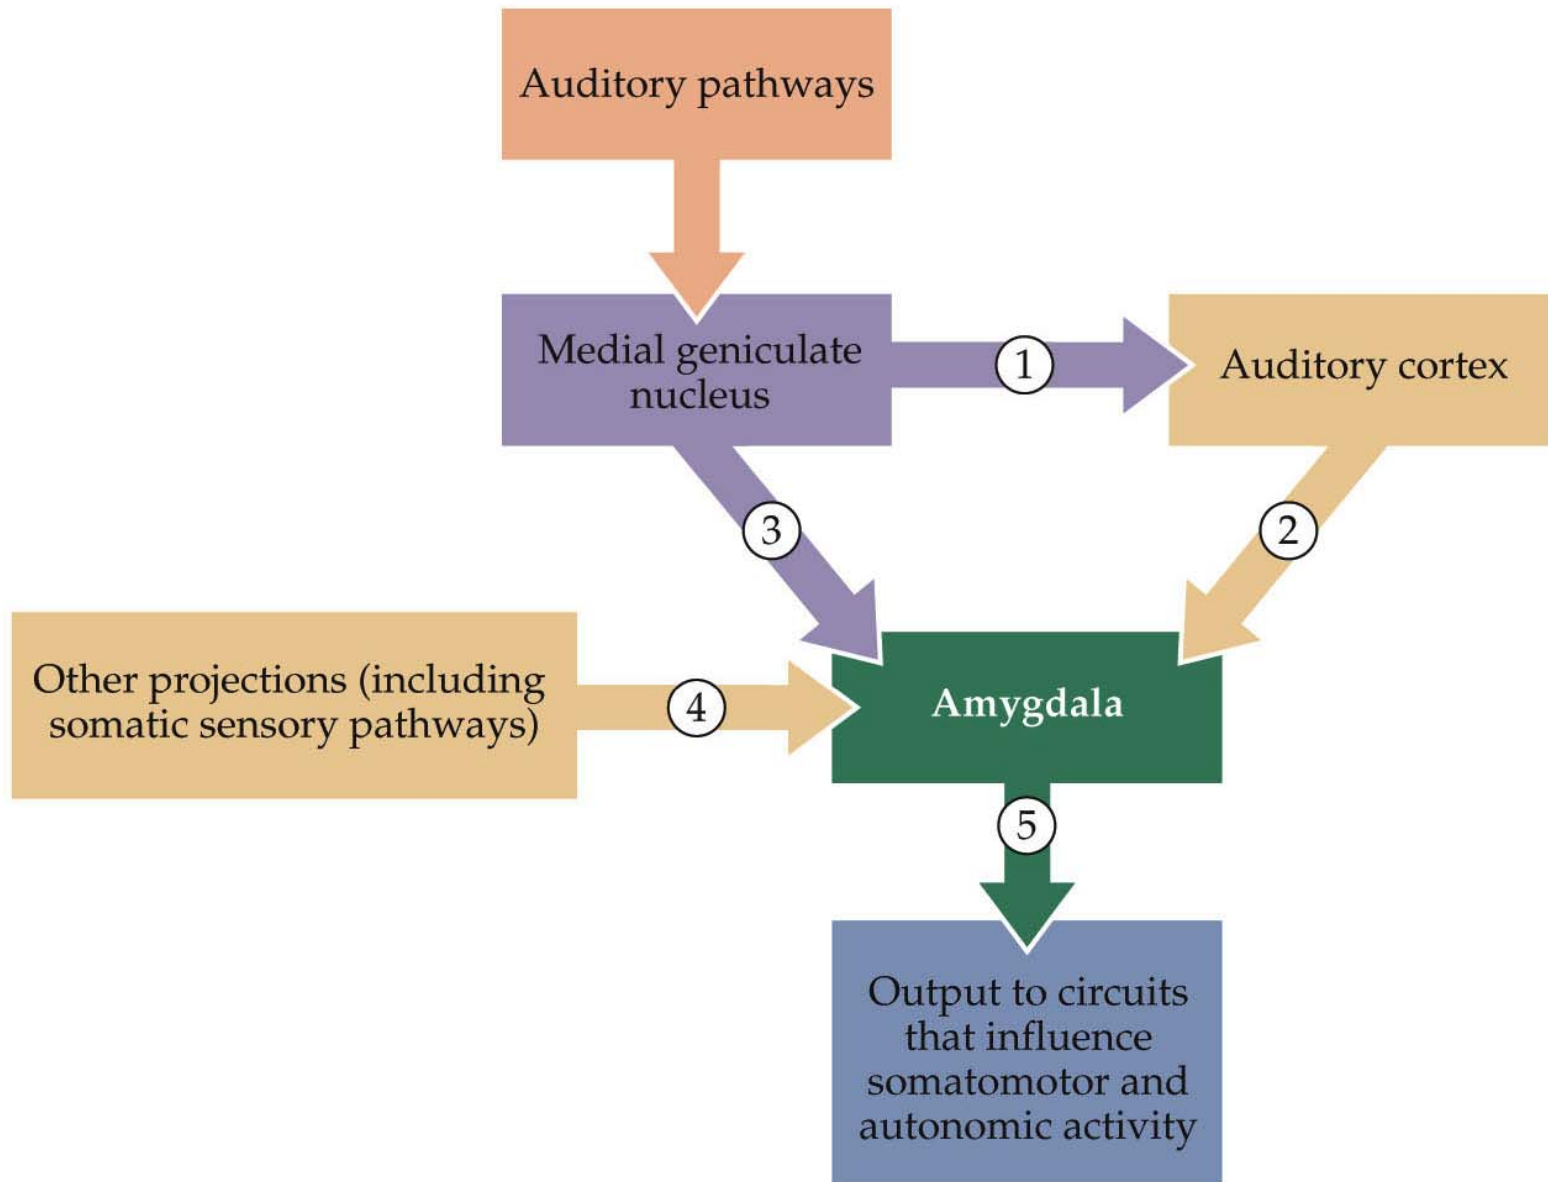 Auditory pathways
Medial geniculate
nucleus
1
Auditory cortex
3
2
Other projections (including
somatic sensory pathways)
4
Amygdala
5
Output to circuits
that influence
somatomotor and
autonomic activity